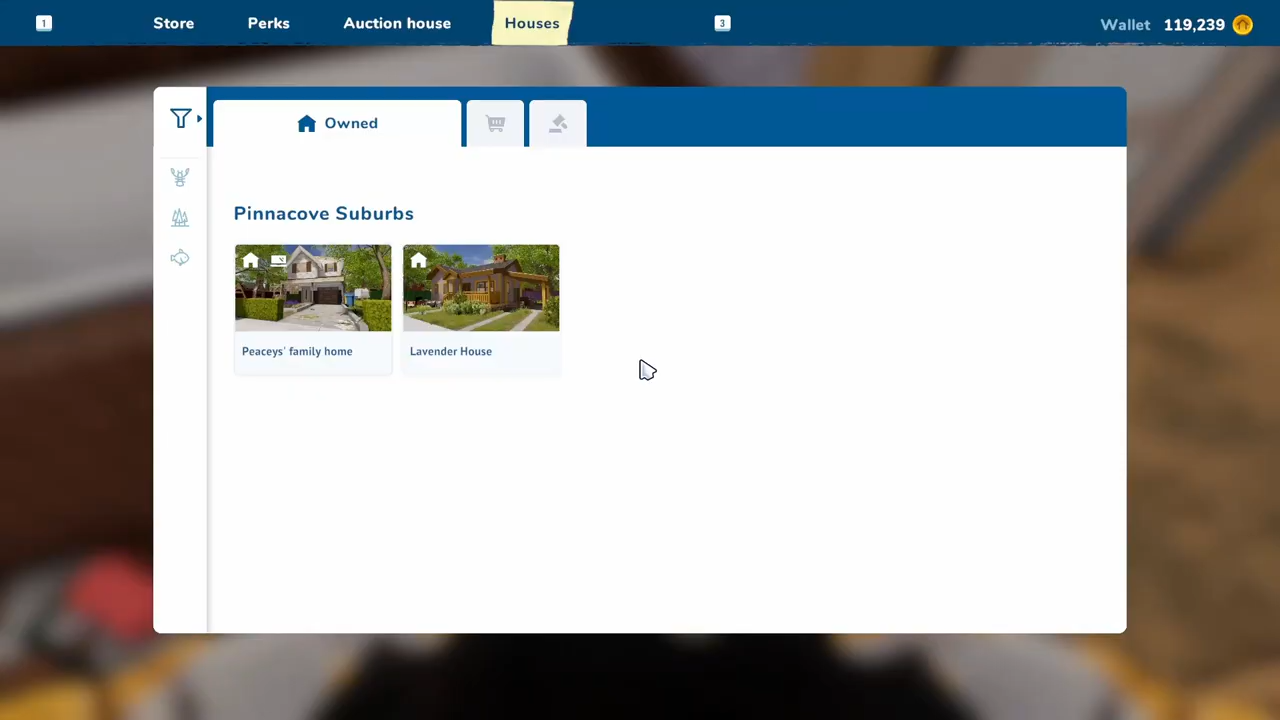 1 Store Perks Auction house Houses 3 Wallet 119,239
Owned
Pinnacove Suburbs
Peaceys' family home Lavender House